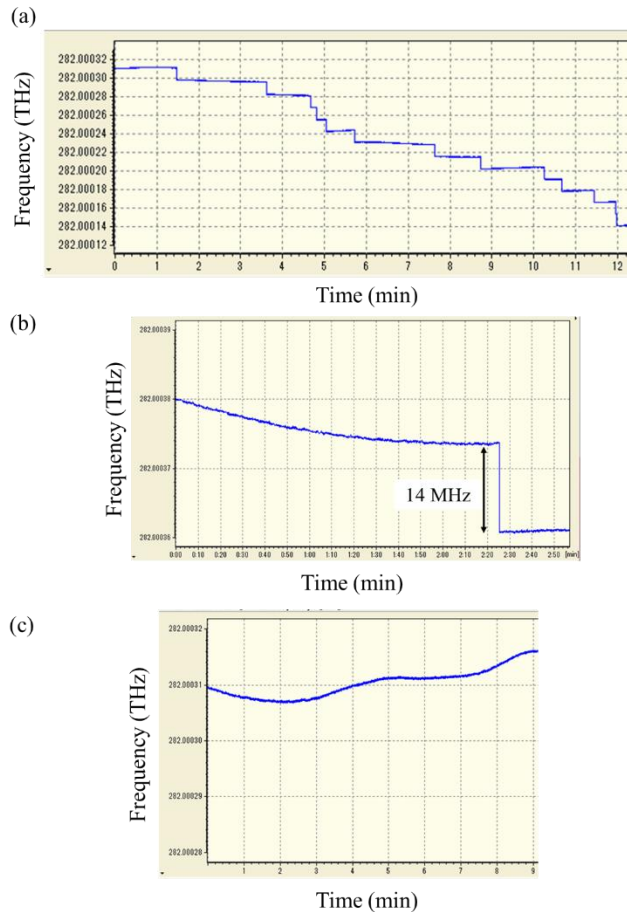 (a)
Frequency (THz)
282.00032
282.00030
282.00028
282.00026
282.00024
282.00022
282.00020
282.00018
282.00016
282.00014
282.00012
0 1 2 3 4 5 6 7 8 9 10 11 12
Time (min)
(b)
Frequency (THz)
282.00039
282.00038
282.00037
282.00036
14 MHz
0:00 0:10 0:20 0:30 0:40 0:50 1:00 1:10 1:20 1:30 1:40 1:50 2:00 2:10 2:20 2:30 2:40 2:50 [min]
Time (min)
(c)
Frequency (THz)
282.00032
282.00031
282.00030
282.00029
282.00028
1 2 3 4 5 6 7 8 9
Time (min)